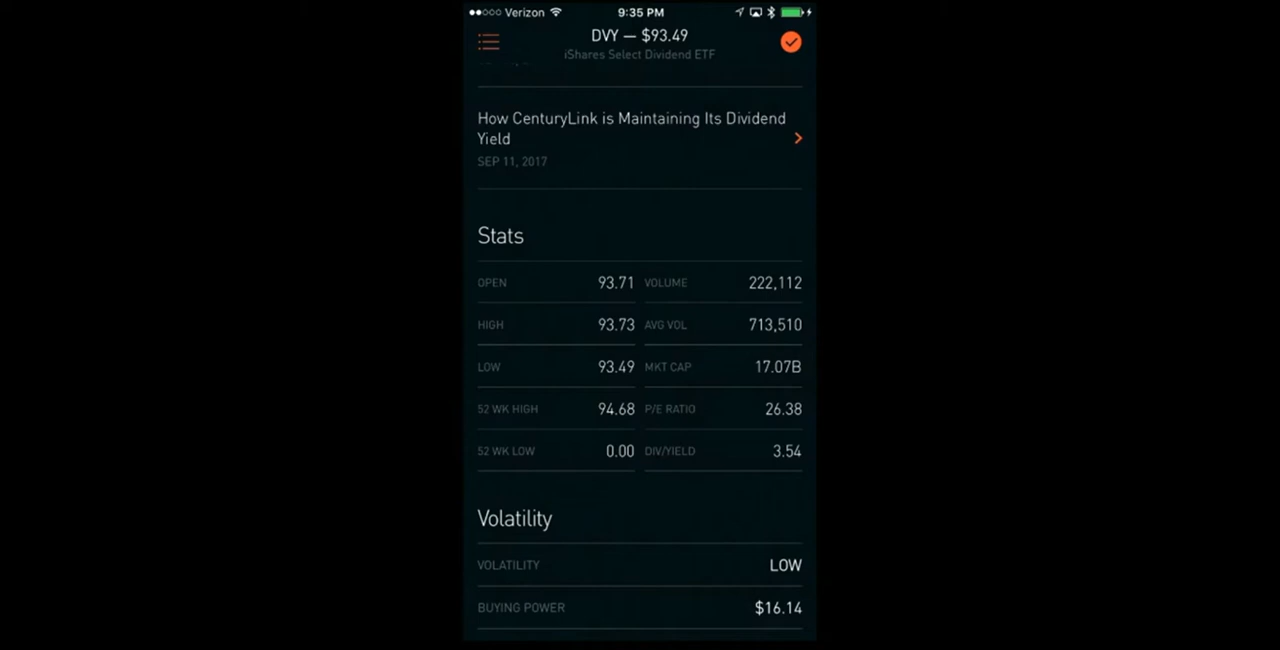 Verizon 9:35 PM
DVY — $93.49
iShares Select Dividend ETF
How CenturyLink is Maintaining Its Dividend
Yield
SEP 11, 2017
Stats
OPEN 93.71 VOLUME 222,112
HIGH 93.73 AVG VOL 713,510
LOW 93.49 MKT CAP 17.07B
52 WK HIGH 94.68 P/E RATIO 26.38
52 WK LOW 0.00 DIV/YIELD 3.54
Volatility
VOLATILITY LOW
BUYING POWER $16.14